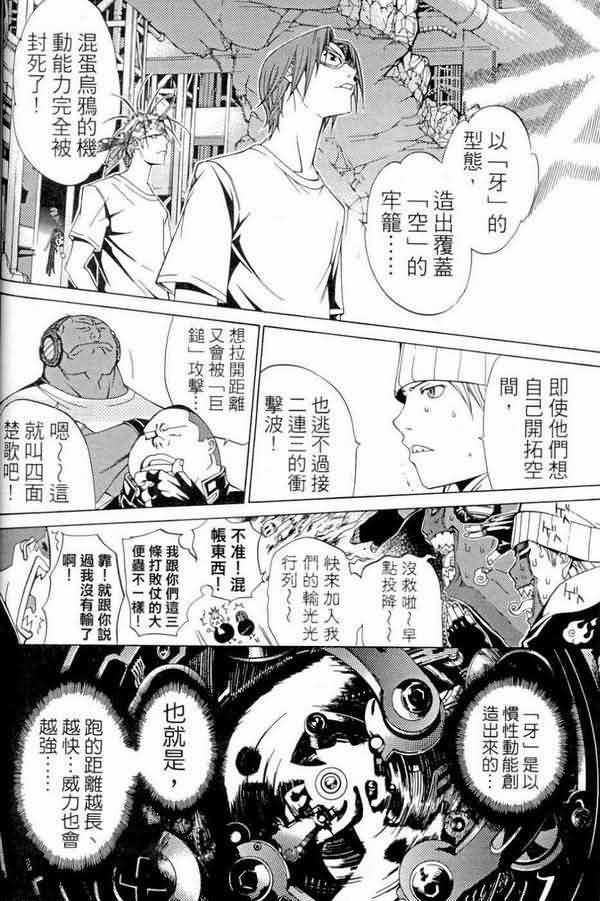 以「牙」的
型態，
造出覆蓋
「空」的
牢籠……
混蛋烏鴉的機
動能力完全被
封死了！
即使他們想
自己開拓空
間，
也逃不過接
二連三的衝
擊波！
想拉開距離
又會被「巨
鎚」攻擊…
嗯～～這
就叫四面
楚歌吧！
沒救啦～早
點投降～～
快來加入我
們的輸光光
行列～～
不准！混
帳東西！
我跟你們這三
條打敗仗的大
便蟲不一樣！
靠！就跟你說
過我沒有輸了
啊！
「牙」是以
慣性動能創
造出來的…
也就是，
跑的距離越長、
越快…威力也會
越強……